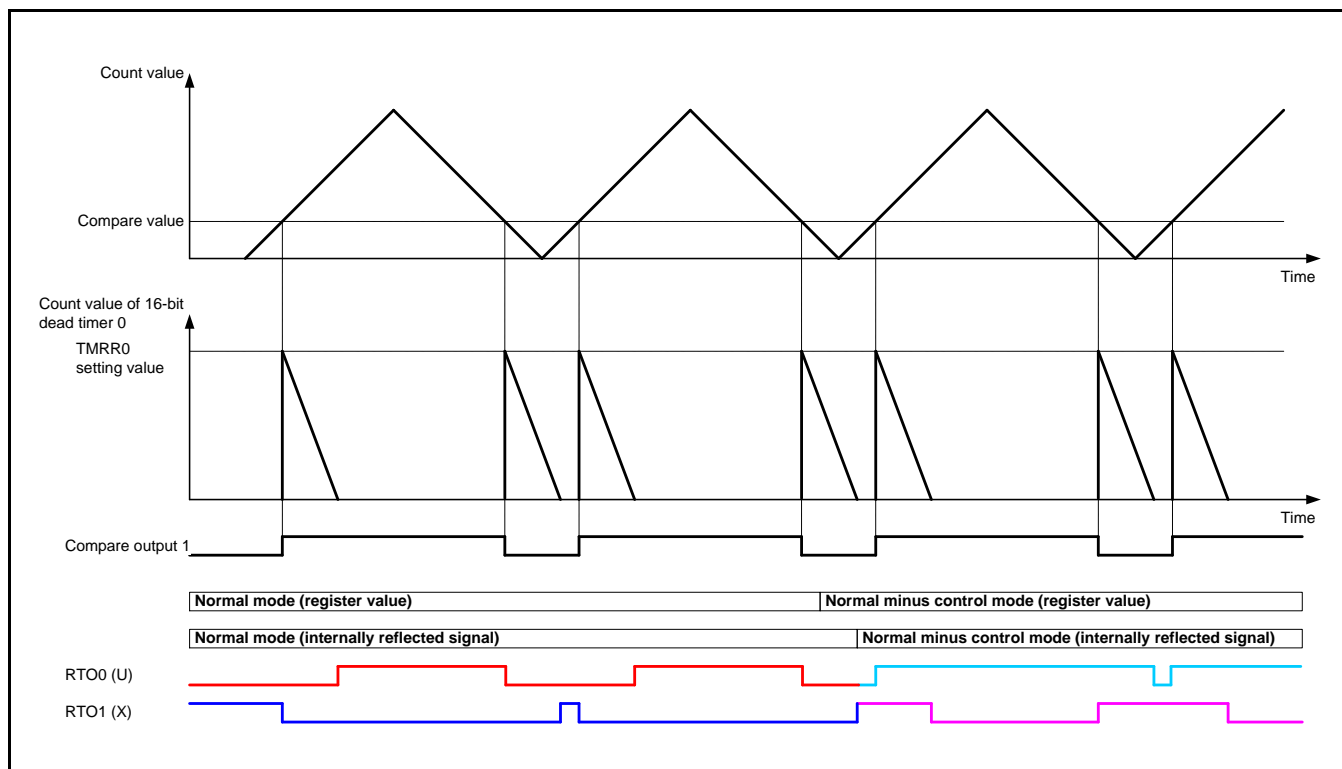 Count value
Compare value
Time
Count value of 16-bit
dead timer 0
TMRR0
setting value
Time
Compare output 1
Normal mode (register value)
Normal minus control mode (register value)
Normal mode (internally reflected signal)
Normal minus control mode (internally reflected signal)
RTO0 (U)
RTO1 (X)